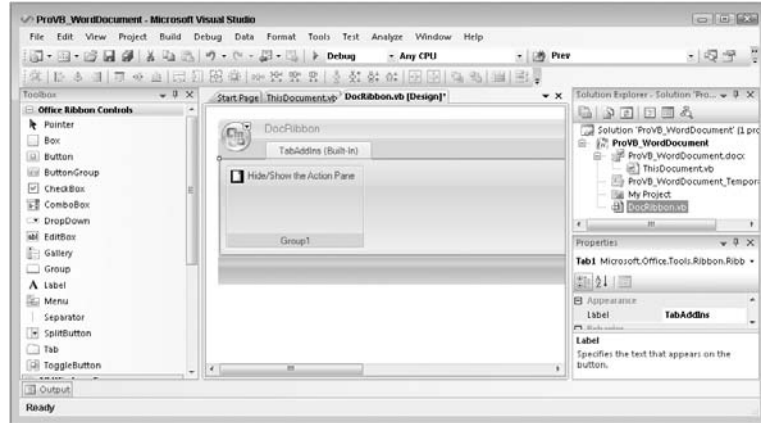 ProVB_WordDocument - Microsoft Visual Studio
File Edit View Project Build Debug Data Format Tools Test Analyze Window Help
Debug Any CPU Prev
Toolbox
Office Ribbon Controls
Pointer
Box
Button
ButtonGroup
CheckBox
ComboBox
DropDown
EditBox
Gallery
Group
Label
Menu
Separator
SplitButton
Tab
ToggleButton
Start Page ThisDocument.vb DocRibbon.vb [Design]*
DocRibbon
TabAddIns (Built-In)
Hide/Show the Action Pane
Group1
Solution Explorer - Solution 'Pro...
Solution 'ProVB_WordDocument' (1 pro
ProVB_WordDocument
ProVB_WordDocument.docx
ThisDocument.vb
ProVB_WordDocument_Tempora
My Project
DocRibbon.vb
Properties
Tab1 Microsoft.Office.Tools.Ribbon.Ribb
Appearance
Label TabAddIns
Label
Specifies the text that appears on the
button.
Output
Ready